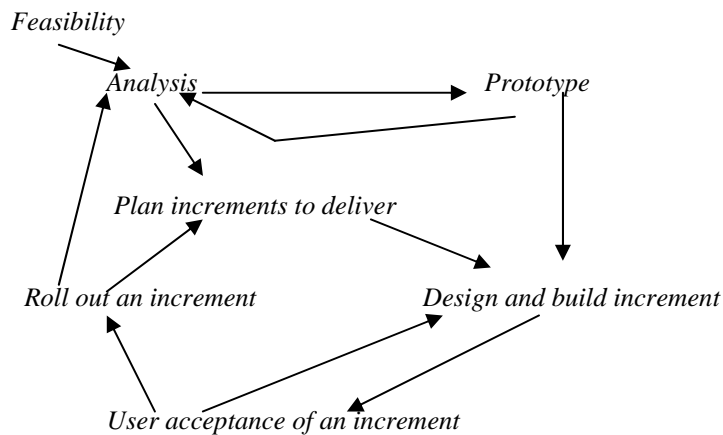 Feasibility
Analysis
Prototype
Plan increments to deliver
Roll out an increment
Design and build increment
User acceptance of an increment